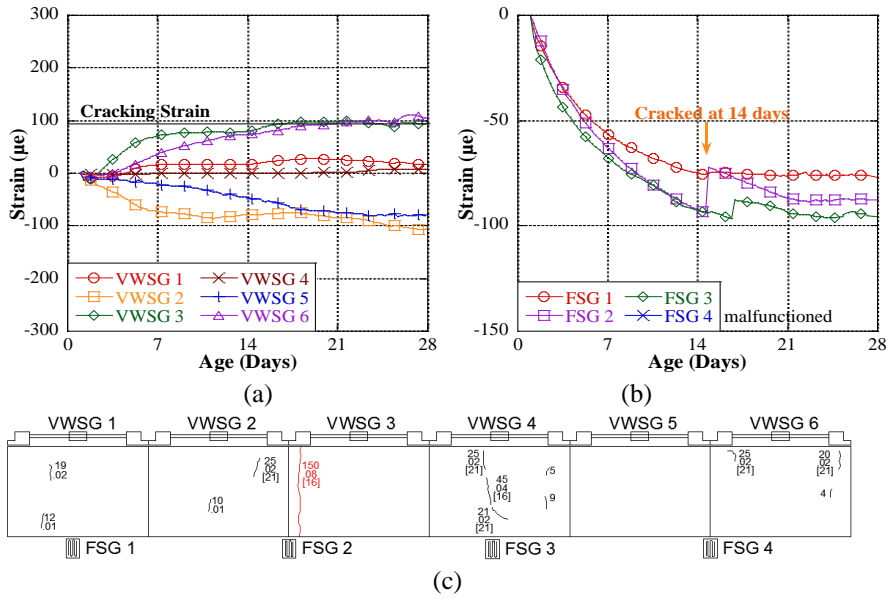 300
200
100
0
-100
-200
-300
Strain (µe)
Cracking Strain
VWSG 1
VWSG 2
VWSG 3
VWSG 4
VWSG 5
VWSG 6
0
7
14
21
28
Age (Days)
(a)
0
-50
-100
-150
Strain (µe)
Cracked at 14 days
FSG 1
FSG 2
FSG 3
FSG 4 malfunctioned
0
7
14
21
28
Age (Days)
(b)
VWSG 1
VWSG 2
VWSG 3
VWSG 4
VWSG 5
VWSG 6
19
.02
12
.01
25
02
[21]
10
.01
150
08
[16]
25
02
[21]
45
04
[16]
21
02
[21]
5
9
25
02
[21]
20
02
[21]
4
FSG 1
FSG 2
FSG 3
FSG 4
(c)